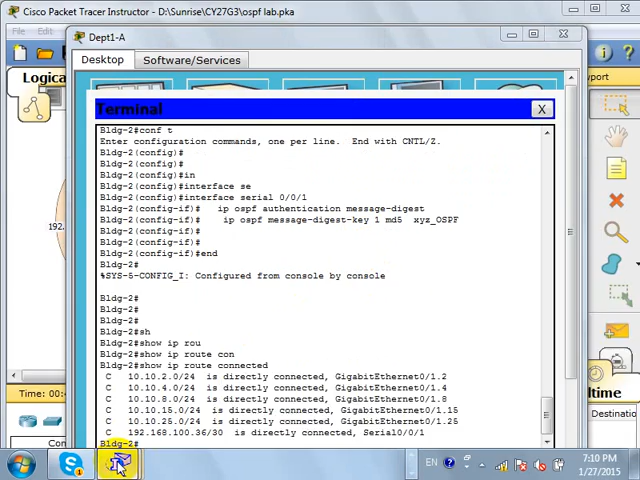 Cisco Packet Tracer Instructor - D:\Sunrise\CY27G3\ospf lab.pka
File
Dept1-A
Desktop
Software/Services
Logica
port
Terminal
X
Bldg-2#conf t
Enter configuration commands, one per line.  End with CNTL/Z.
Bldg-2(config)#
Bldg-2(config)#
Bldg-2(config)#in
Bldg-2(config)#interface se
Bldg-2(config)#interface serial 0/0/1
Bldg-2(config-if)#   ip ospf authentication message-digest
Bldg-2(config-if)#    ip ospf message-digest-key 1 md5  xyz_OSPF
Bldg-2(config-if)#
Bldg-2(config-if)#
Bldg-2(config-if)#end
Bldg-2#
%SYS-5-CONFIG_I: Configured from console by console
Bldg-2#
Bldg-2#
Bldg-2#
Bldg-2#sh
Bldg-2#show ip rou
Bldg-2#show ip route con
Bldg-2#show ip route connected
C   10.10.2.0/24  is directly connected, GigabitEthernet0/1.2
C   10.10.4.0/24  is directly connected, GigabitEthernet0/1.4
C   10.10.8.0/24  is directly connected, GigabitEthernet0/1.8
C   10.10.15.0/24  is directly connected, GigabitEthernet0/1.15
C   10.10.25.0/24  is directly connected, GigabitEthernet0/1.25
C   192.168.100.36/30  is directly connected, Serial0/0/1
Bldg-2#
192.
Time: 00:
Con
ltime
Destinatio
EN
7:10 PM
1/27/2015